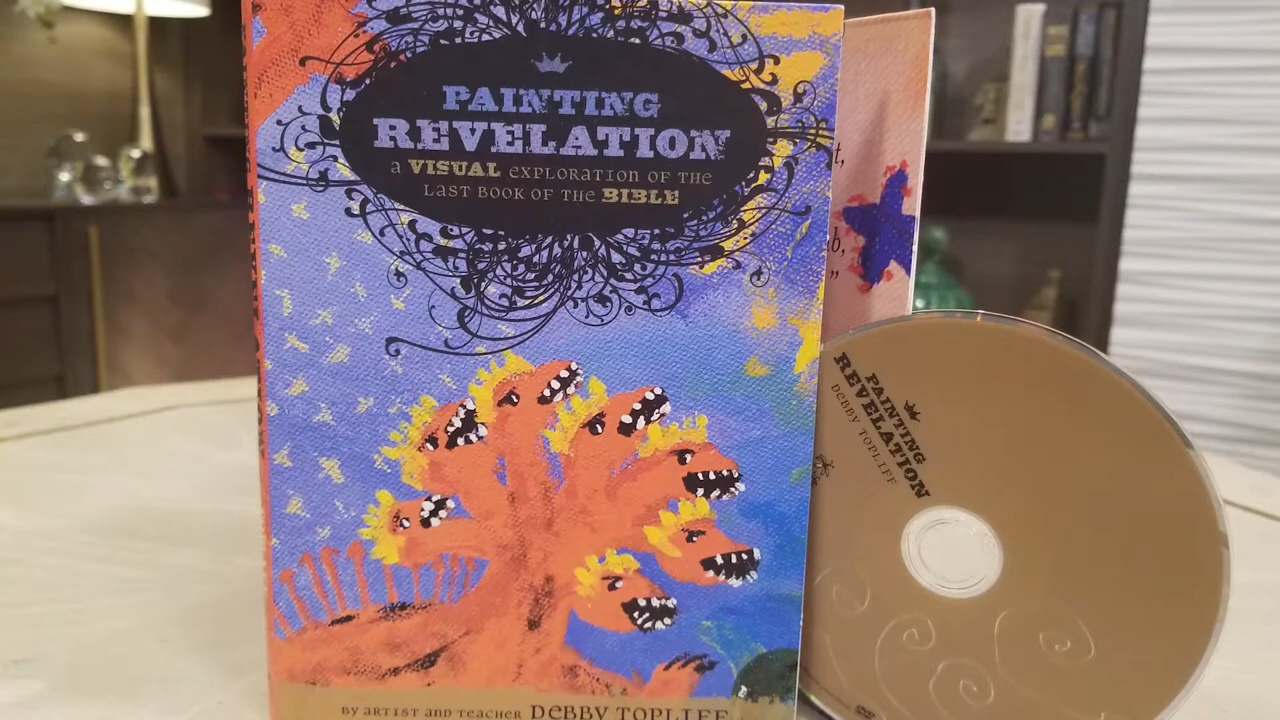 PAINTING
REVELATION
a VISUAL EXPLORATION OF THE
LAST BOOK OF THE BIBLE
BY ARTIST AND TEACHER DEBBY TOPLIFF
t,
b,
”
PAINTING
REVELATION
DEBBY TOPLIFF
DVD